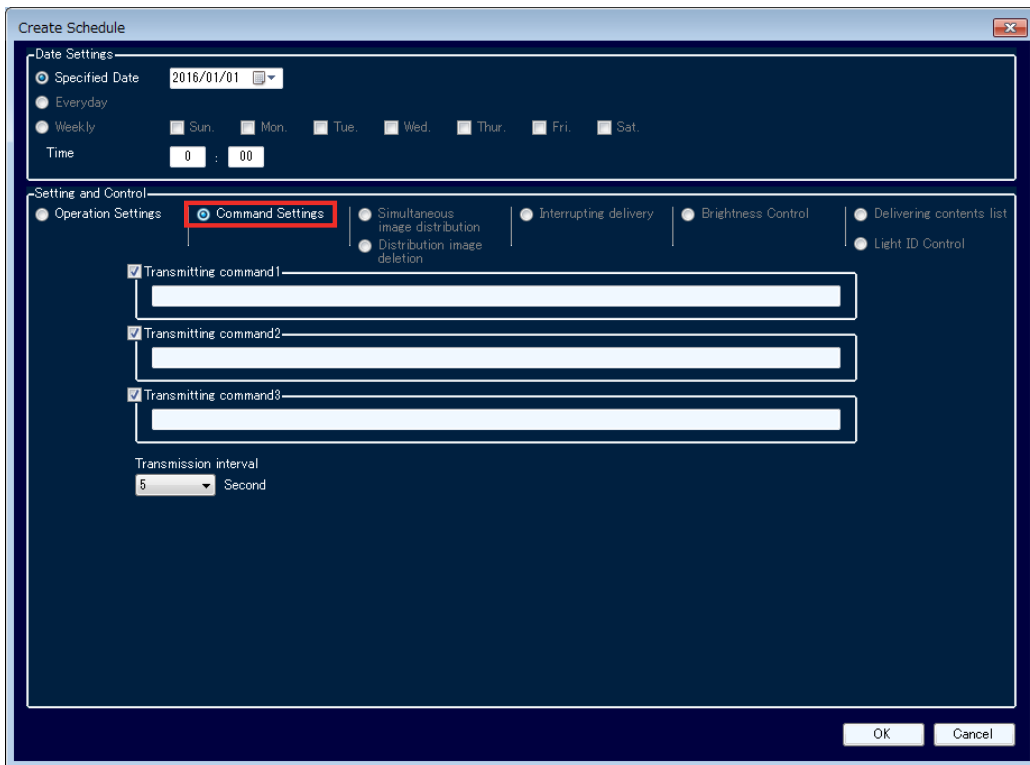 Create Schedule
Date Settings
Specified Date 2016/01/01
Everyday
Weekly Sun. Mon. Tue. Wed. Thur. Fri. Sat.
Time 0 : 00
Setting and Control
Operation Settings Command Settings Simultaneous image distribution Interrupting delivery Brightness Control Delivering contents list
Distribution image deletion Light ID Control
Transmitting command1
Transmitting command2
Transmitting command3
Transmission interval
5 Second
OK Cancel